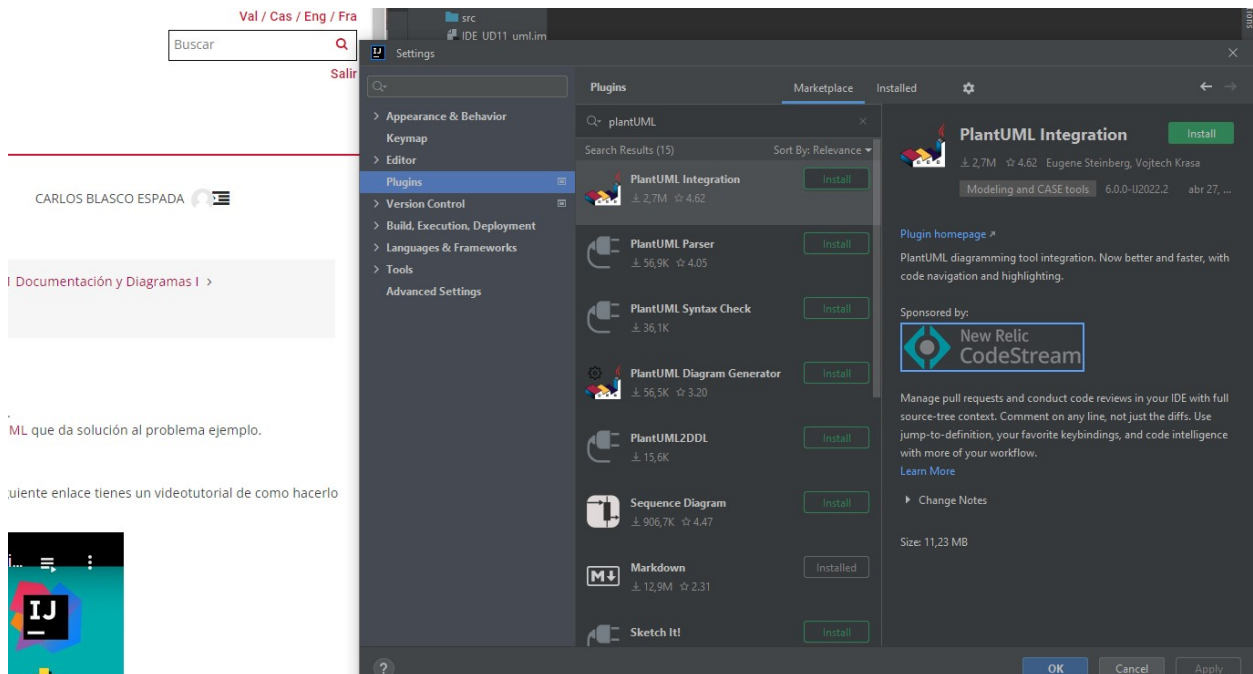 Val / Cas / Eng / Fra
Buscar
Salir
CARLOS BLASCO ESPADA
Documentación y Diagramas I >
ML que da solución al problema ejemplo.
uiente enlace tienes un videotutorial de como hacerlo
i...
IJ
src
IDE_UD11_uml.im
IJ
Settings
> Appearance & Behavior
Keymap
> Editor
Plugins
> Version Control
> Build, Execution, Deployment
> Languages & Frameworks
> Tools
Advanced Settings
?
Plugins
Marketplace
Installed
plantUML
Search Results (15)
Sort By: Relevance
PlantUML Integration
Install
2,7M 4.62
PlantUML Parser
Install
56,9K 4.05
PlantUML Syntax Check
Install
36,1K
PlantUML Diagram Generator
Install
56,5K 3.20
PlantUML2DDL
Install
15,6K
Sequence Diagram
Install
906,7K 4.47
M
Markdown
Installed
12,9M 2.31
Sketch It!
Install
PlantUML Integration
Install
2,7M 4.62 Eugene Steinberg, Vojtech Krasa
Modeling and CASE tools 6.0.0-IJ2022.2 abr 27, ...
Plugin homepage
PlantUML diagramming tool integration. Now better and faster, with
code navigation and highlighting.
Sponsored by:
New Relic
CodeStream
Manage pull requests and conduct code reviews in your IDE with full
source-tree context. Comment on any line, not just the diffs. Use
jump-to-definition, your favorite keybindings, and code intelligence
with more of your workflow.
Learn More
Change Notes
Size: 11,23 MB
OK
Cancel
Apply